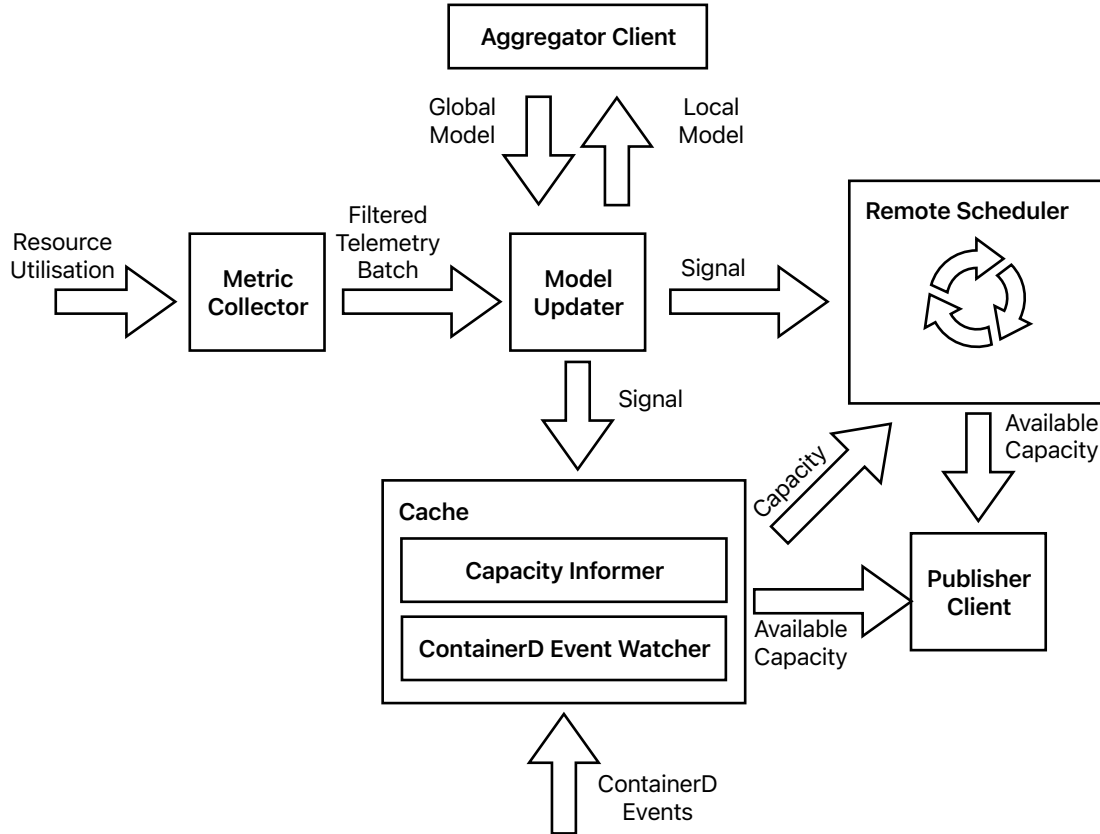 Aggregator Client
Global
Model
Local
Model
Remote Scheduler
Resource
Utilisation
Metric
Collector
Filtered
Telemetry
Batch
Model
Updater
Signal
Signal
Available
Capacity
Capacity
Cache
Capacity Informer
ContainerD Event Watcher
Publisher
Client
Available
Capacity
ContainerD
Events